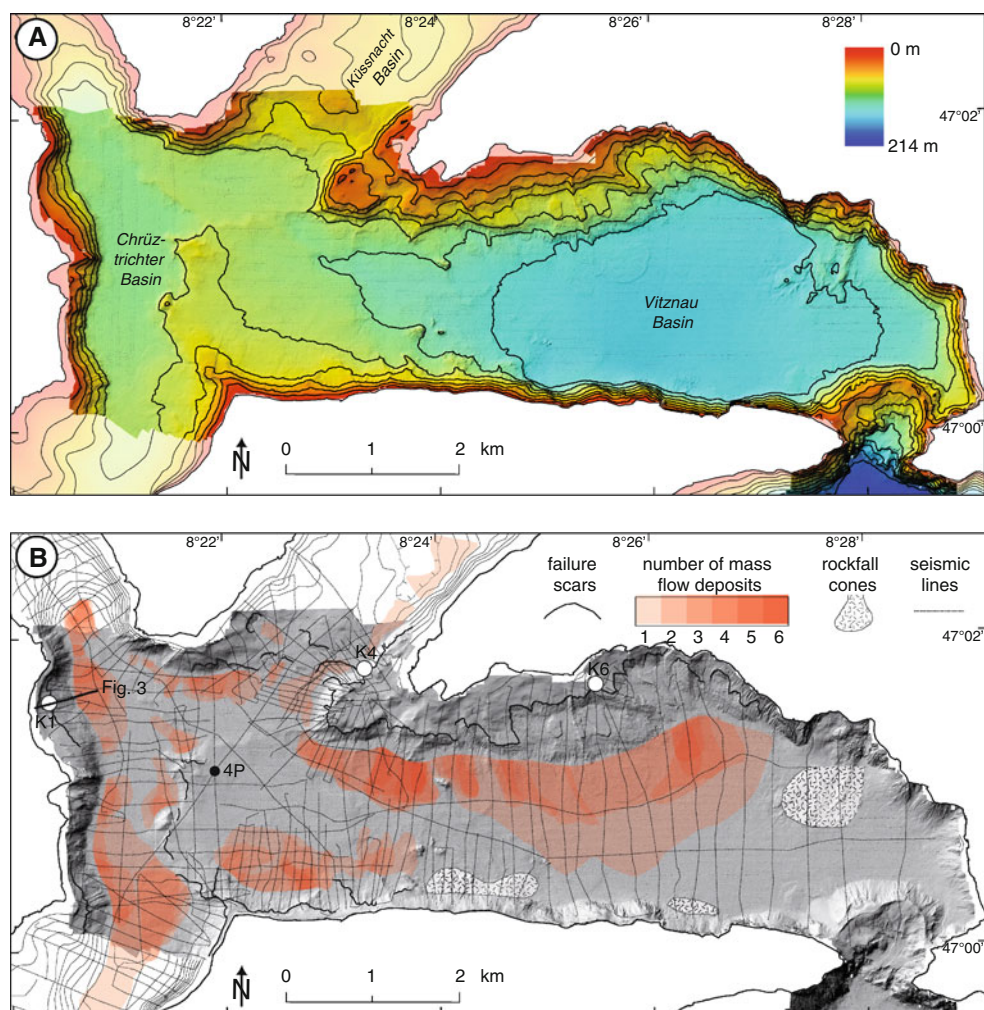 A
8°22'
8°24'
8°26'
8°28'
Küssnacht
Basin
0 m
214 m
47°02'
Chrüz-
trichter
Basin
Vitznau
Basin
47°00'
N
0 1 2 km
B
8°22'
8°24'
8°26'
8°28'
failure
scars
number of mass
flow deposits
1 2 3 4 5 6
rockfall
cones
seismic
lines
47°02'
K4
K6
Fig. 3
K1
4P
47°00'
N
0 1 2 km